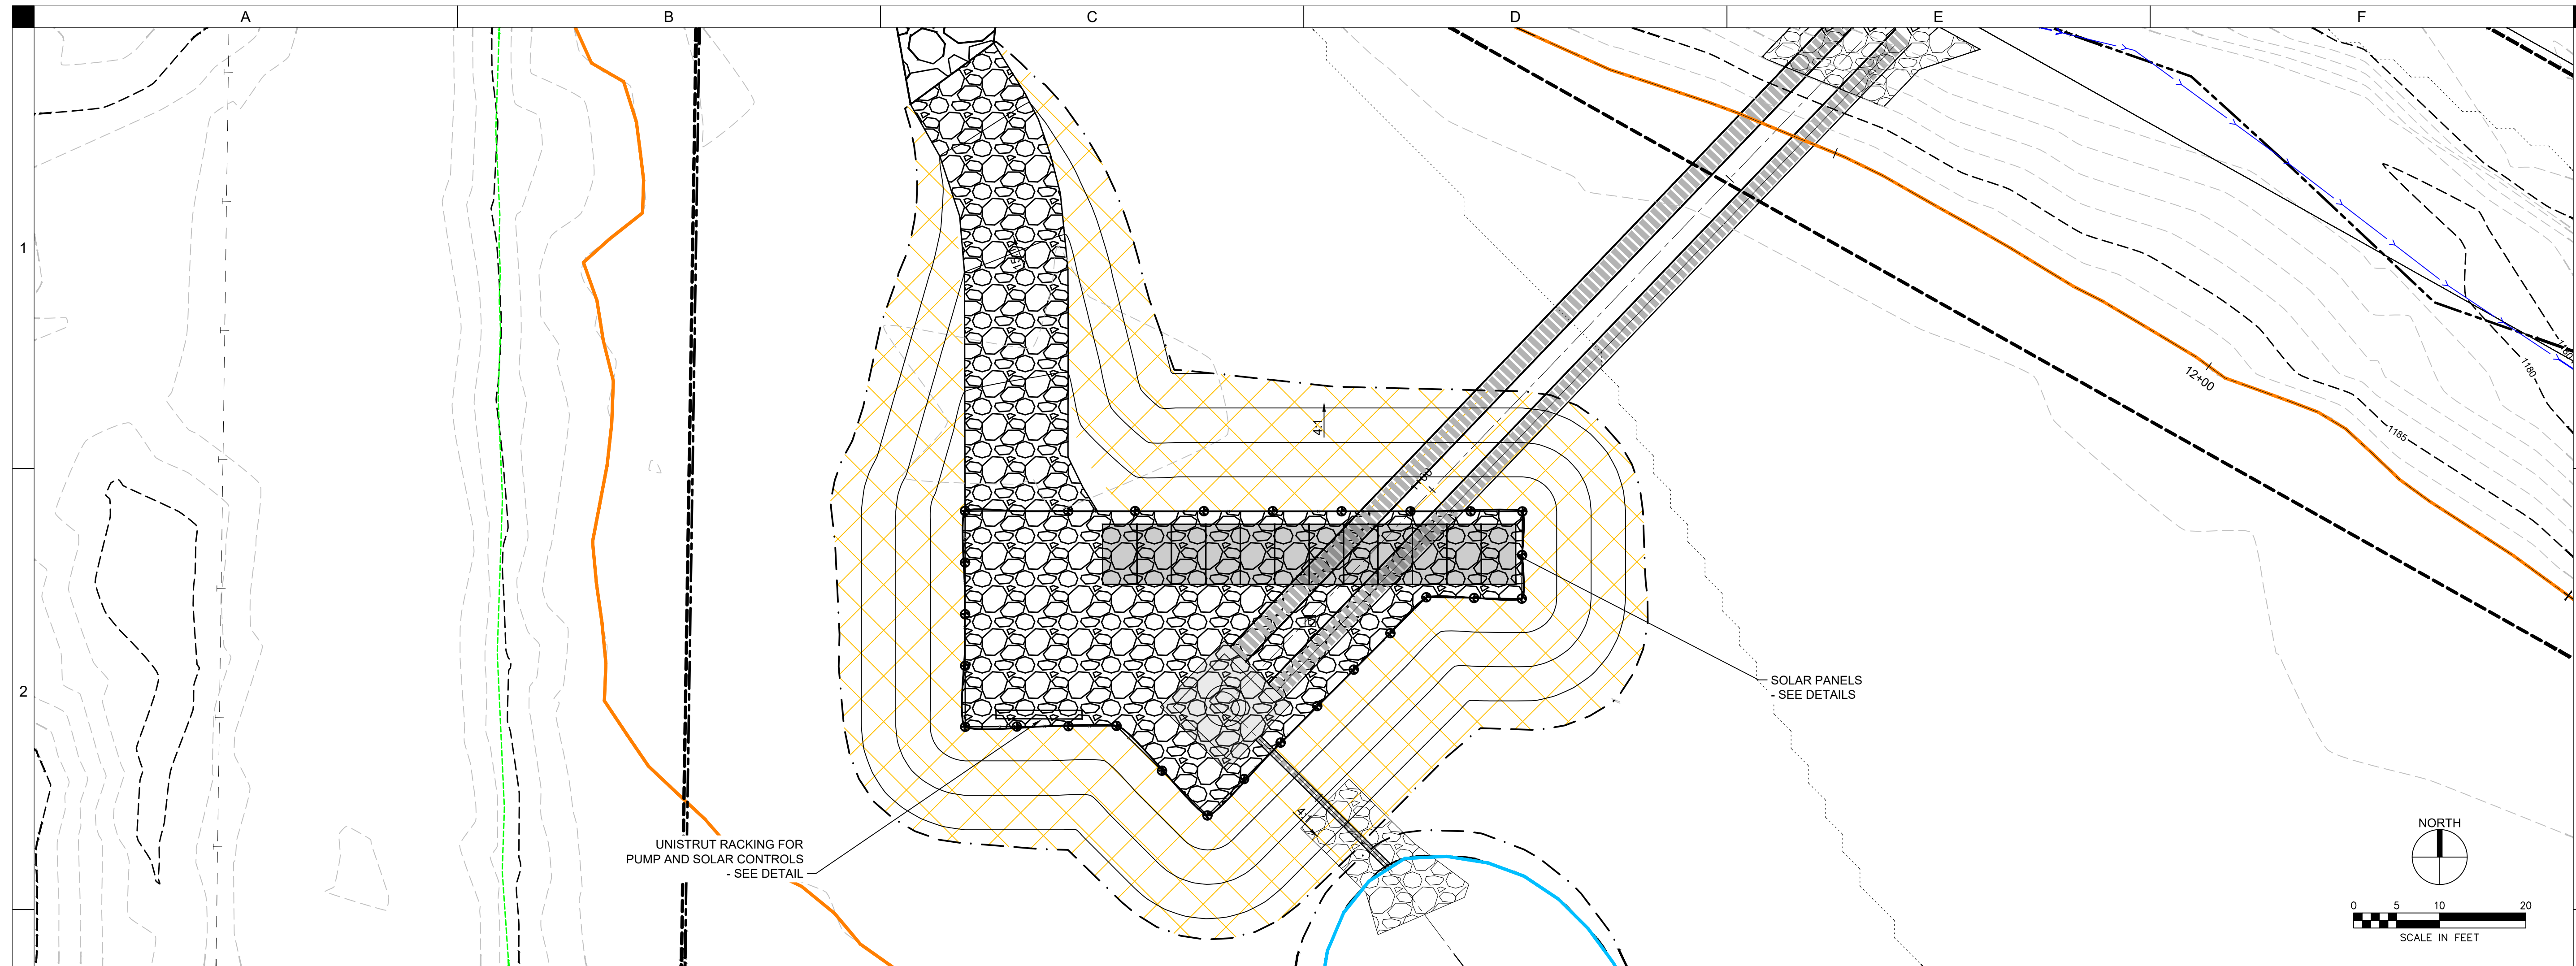 A
B
C
D
E
F
1
2
4:1
12+00
1180
1185
SOLAR PANELS
- SEE DETAILS
UNISTRUT RACKING FOR
PUMP AND SOLAR CONTROLS
- SEE DETAIL
4:1
NORTH
0 5 10 20
SCALE IN FEET